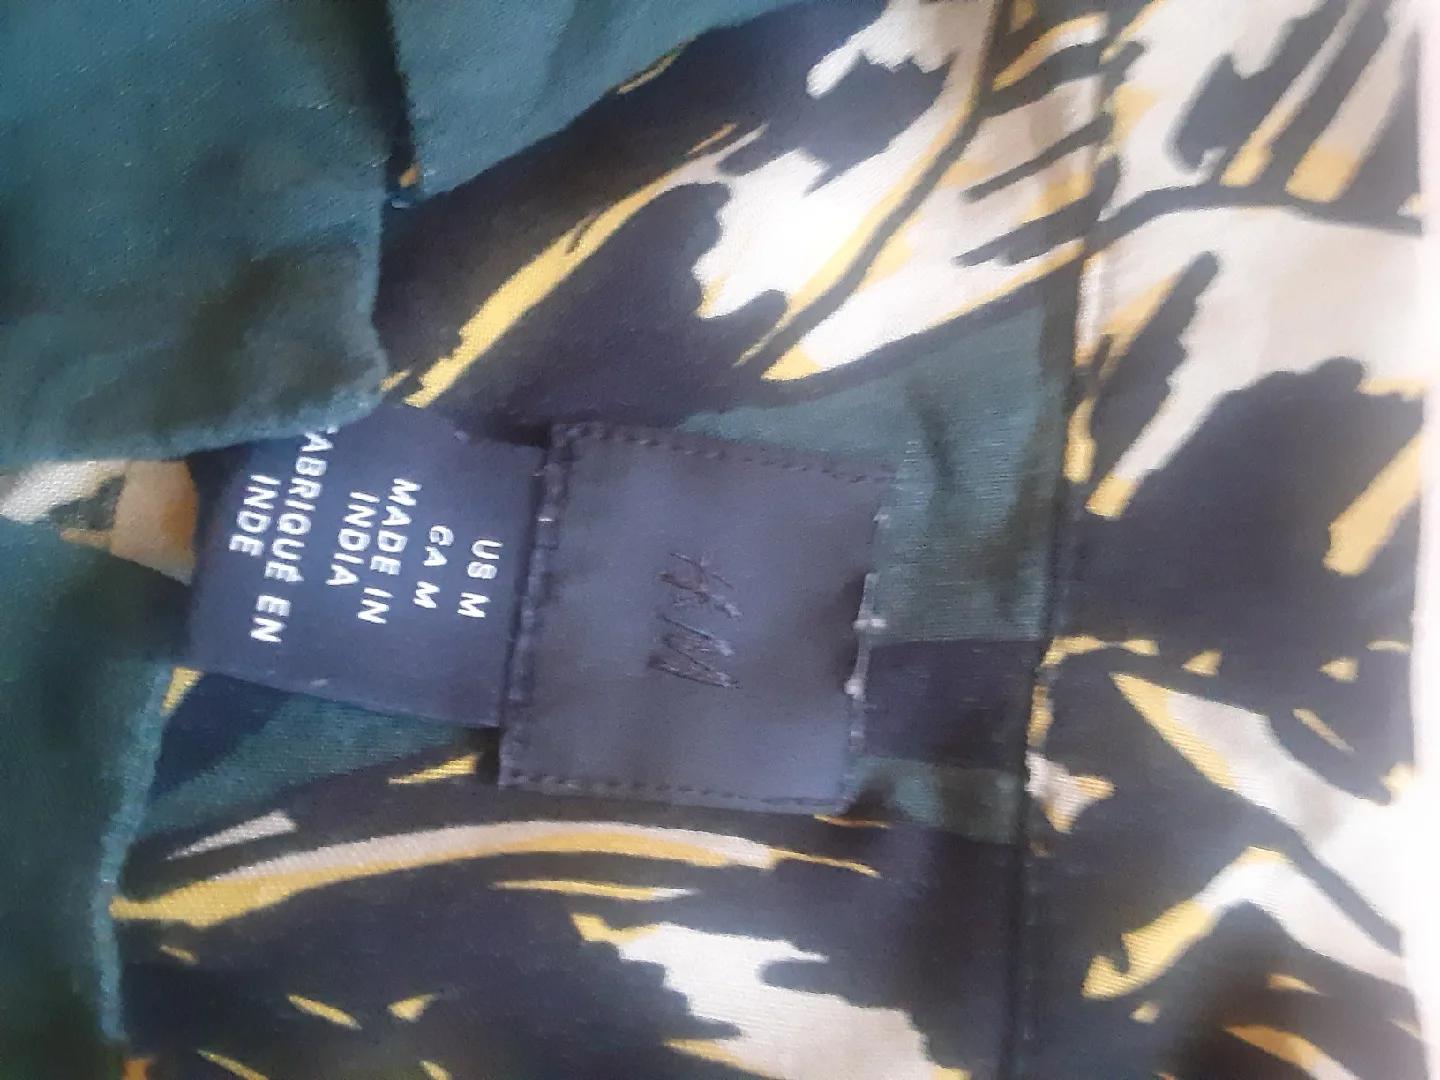 H&M
US M
CA M
MADE IN
INDIA
FABRIQUÉ EN
INDE